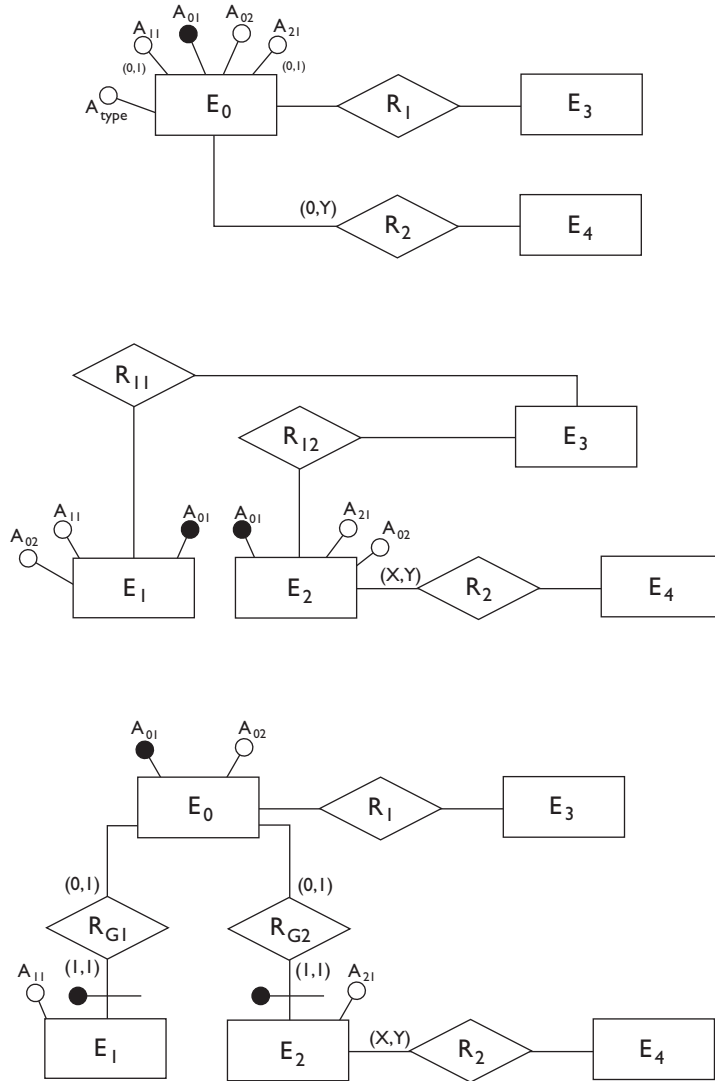 A01 A02
A11 A21
(0,1) (0,1)
Atype E0 R1 E3
(0,Y) R2 E4
R11
R12 E3
A11 A01 A01 A21
A02 A02
E1 E2 (X,Y) R2 E4
A01 A02
E0 R1 E3
(0,1) (0,1)
RG1 RG2
(1,1) (1,1)
A11 A21
E1 E2 (X,Y) R2 E4